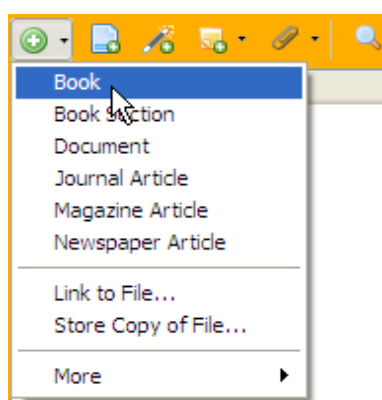 Book
Book Section
Document
Journal Article
Magazine Article
Newspaper Article
Link to File...
Store Copy of File...
More